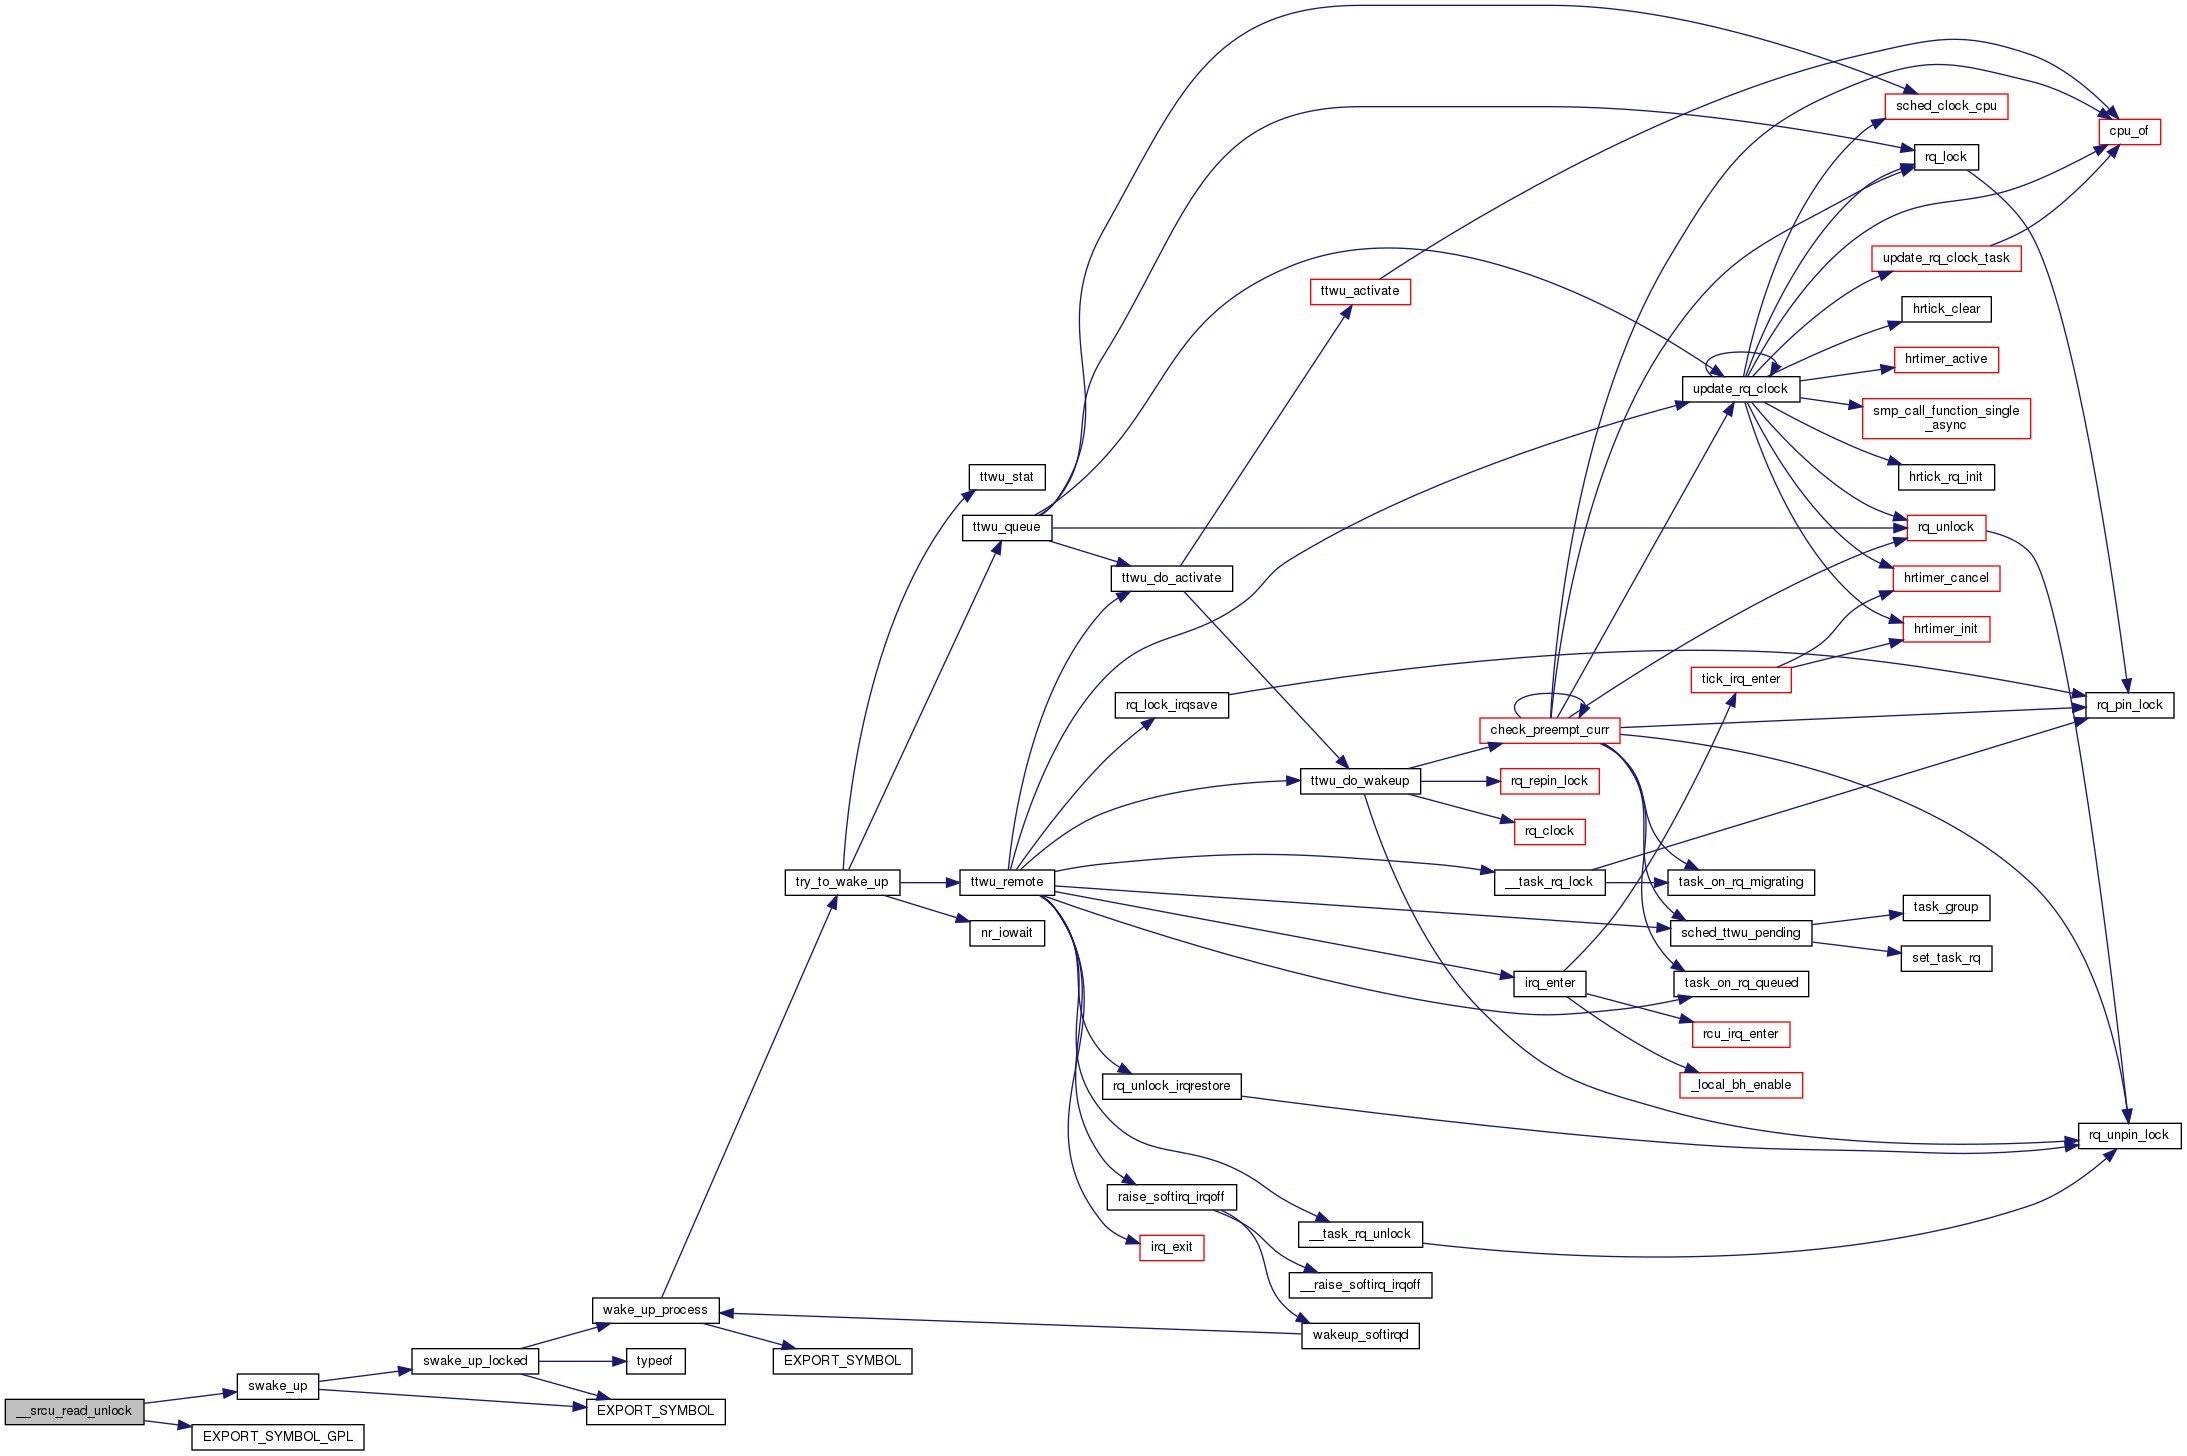 sched_clock_cpu
cpu_of
rq_lock
update_rq_clock_task
ttwu_activate
hrtick_clear
hrtimer_active
update_rq_clock
smp_call_function_single
_async
ttwu_stat
hrtick_rq_init
ttwu_queue
rq_unlock
ttwu_do_activate
hrtimer_cancel
hrtimer_init
tick_irq_enter
rq_lock_irqsave
rq_pin_lock
check_preempt_curr
ttwu_do_wakeup
rq_repin_lock
rq_clock
try_to_wake_up
ttwu_remote
__task_rq_lock
task_on_rq_migrating
task_group
nr_iowait
sched_ttwu_pending
set_task_rq
irq_enter
task_on_rq_queued
rcu_irq_enter
rq_unlock_irqrestore
_local_bh_enable
rq_unpin_lock
raise_softirq_irqoff
__task_rq_unlock
irq_exit
__raise_softirq_irqoff
wake_up_process
wakeup_softirqd
swake_up_locked
typeof
EXPORT_SYMBOL
swake_up
__srcu_read_unlock
EXPORT_SYMBOL
EXPORT_SYMBOL_GPL